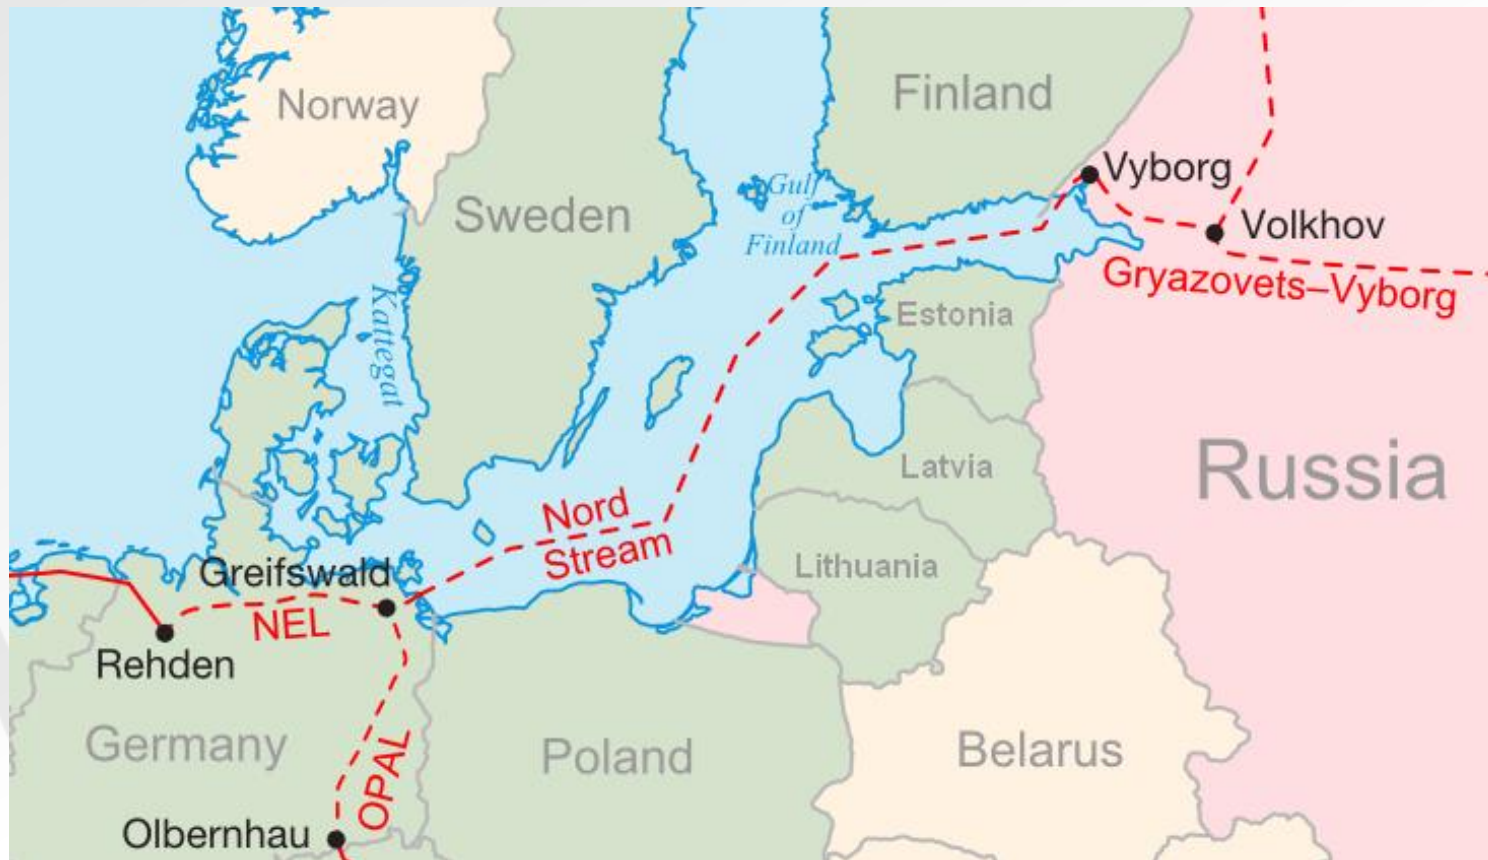 Norway
Finland
Sweden
Gulf
of
Finland
Vyborg
Volkhov
Gryazovets–Vyborg
Kattegat
Estonia
Russia
Latvia
Nord
Stream
Lithuania
Greifswald
NEL
Rehden
Germany
OPAL
Poland
Belarus
Olbernhau